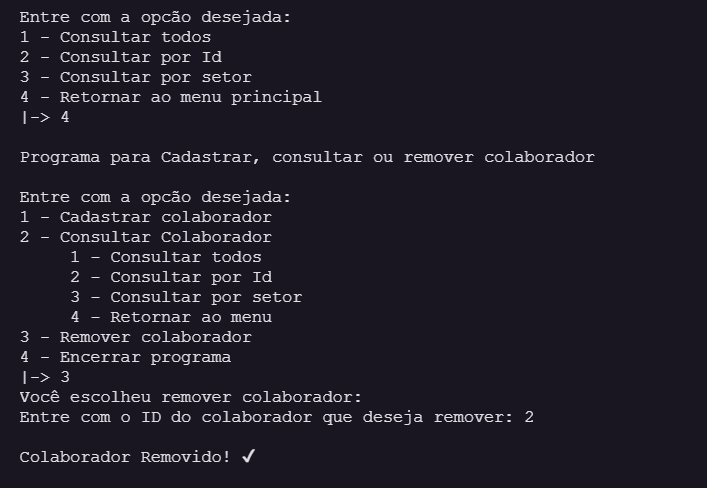 Entre com a opcão desejada:
1 - Consultar todos
2 - Consultar por Id
3 - Consultar por setor
4 - Retornar ao menu principal
|-> 4
Programa para Cadastrar, consultar ou remover colaborador
Entre com a opcão desejada:
1 - Cadastrar colaborador
2 - Consultar Colaborador
1 - Consultar todos
2 - Consultar por Id
3 - Consultar por setor
4 - Retornar ao menu
3 - Remover colaborador
4 - Encerrar programa
|-> 3
Você escolheu remover colaborador:
Entre com o ID do colaborador que deseja remover: 2
Colaborador Removido! ✔